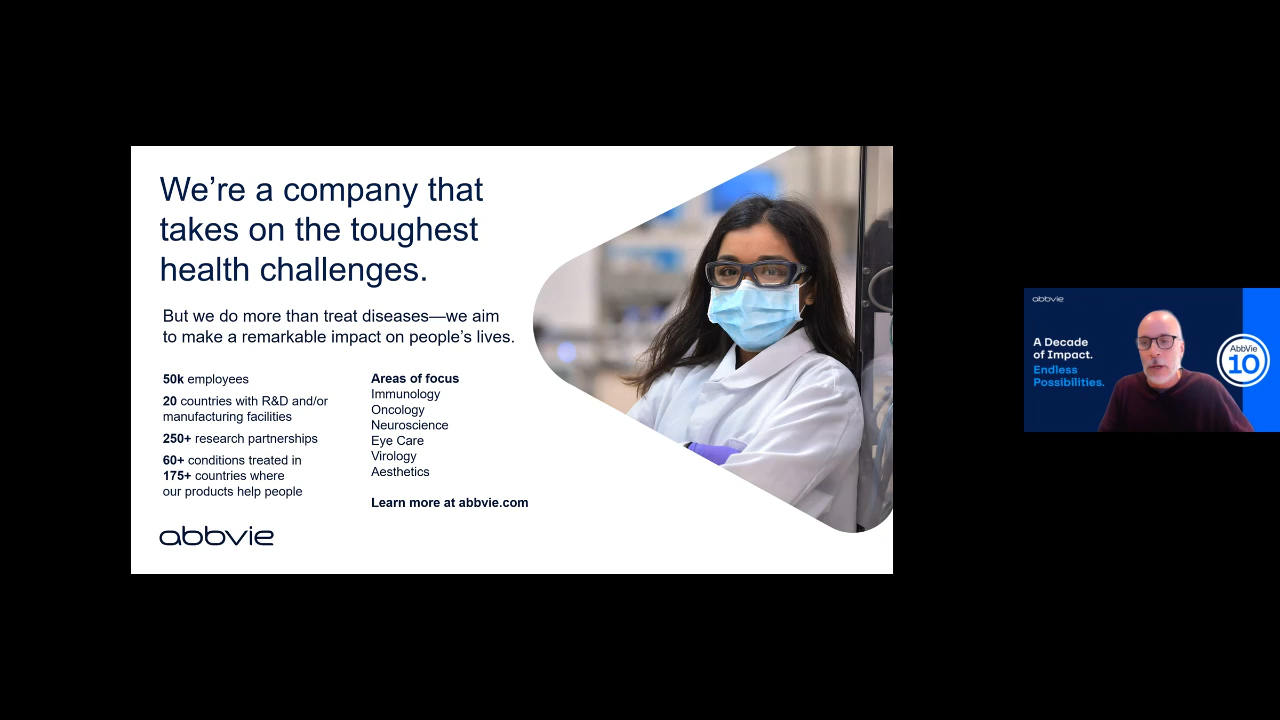 We’re a company that
takes on the toughest
health challenges.
But we do more than treat diseases—we aim
to make a remarkable impact on people’s lives.
50k employees
20 countries with R&D and/or
manufacturing facilities
250+ research partnerships
60+ conditions treated in
175+ countries where
our products help people
Areas of focus
Immunology
Oncology
Neuroscience
Eye Care
Virology
Aesthetics
Learn more at abbvie.com
abbvie
abbvie
A Decade
of Impact.
Endless
Possibilities.
AbbVie
10